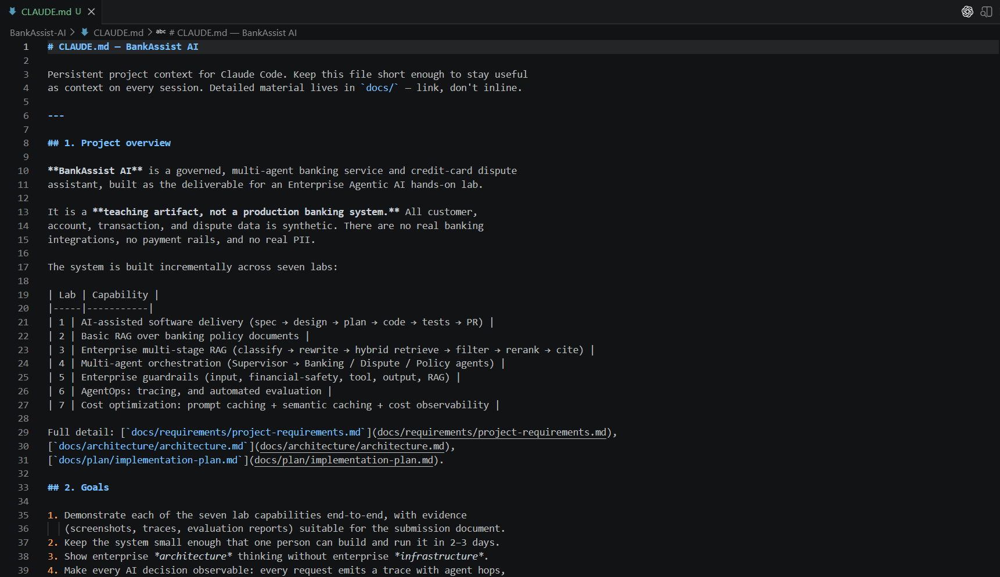 CLAUDE.md U
BankAssist-AI > CLAUDE.md > abc # CLAUDE.md — BankAssist AI
1 # CLAUDE.md — BankAssist AI
2
3 Persistent project context for Claude Code. Keep this file short enough to stay useful
4 as context on every session. Detailed material lives in `docs/` — link, don't inline.
5
6 ---
7
8 ## 1. Project overview
9
10 **BankAssist AI** is a governed, multi-agent banking service and credit-card dispute
11 assistant, built as the deliverable for an Enterprise Agentic AI hands-on lab.
12
13 It is a **teaching artifact, not a production banking system.** All customer,
14 account, transaction, and dispute data is synthetic. There are no real banking
15 integrations, no payment rails, and no real PII.
16
17 The system is built incrementally across seven labs:
18
19 | Lab | Capability |
20 |-----|-----------|
21 | 1 | AI-assisted software delivery (spec → design → plan → code → tests → PR) |
22 | 2 | Basic RAG over banking policy documents |
23 | 3 | Enterprise multi-stage RAG (classify → rewrite → hybrid retrieve → filter → rerank → cite) |
24 | 4 | Multi-agent orchestration (Supervisor → Banking / Dispute / Policy agents) |
25 | 5 | Enterprise guardrails (input, financial-safety, tool, output, RAG) |
26 | 6 | AgentOps: tracing, and automated evaluation |
27 | 7 | Cost optimization: prompt caching + semantic caching + cost observability |
28
29 Full detail: [`docs/requirements/project-requirements.md`](docs/requirements/project-requirements.md),
30 [`docs/architecture/architecture.md`](docs/architecture/architecture.md),
31 [`docs/plan/implementation-plan.md`](docs/plan/implementation-plan.md).
32
33 ## 2. Goals
34
35 1. Demonstrate each of the seven lab capabilities end-to-end, with evidence
36 (screenshots, traces, evaluation reports) suitable for the submission document.
37 2. Keep the system small enough that one person can build and run it in 2–3 days.
38 3. Show enterprise *architecture* thinking without enterprise *infrastructure*.
39 4. Make every AI decision observable: every request emits a trace with agent hops,